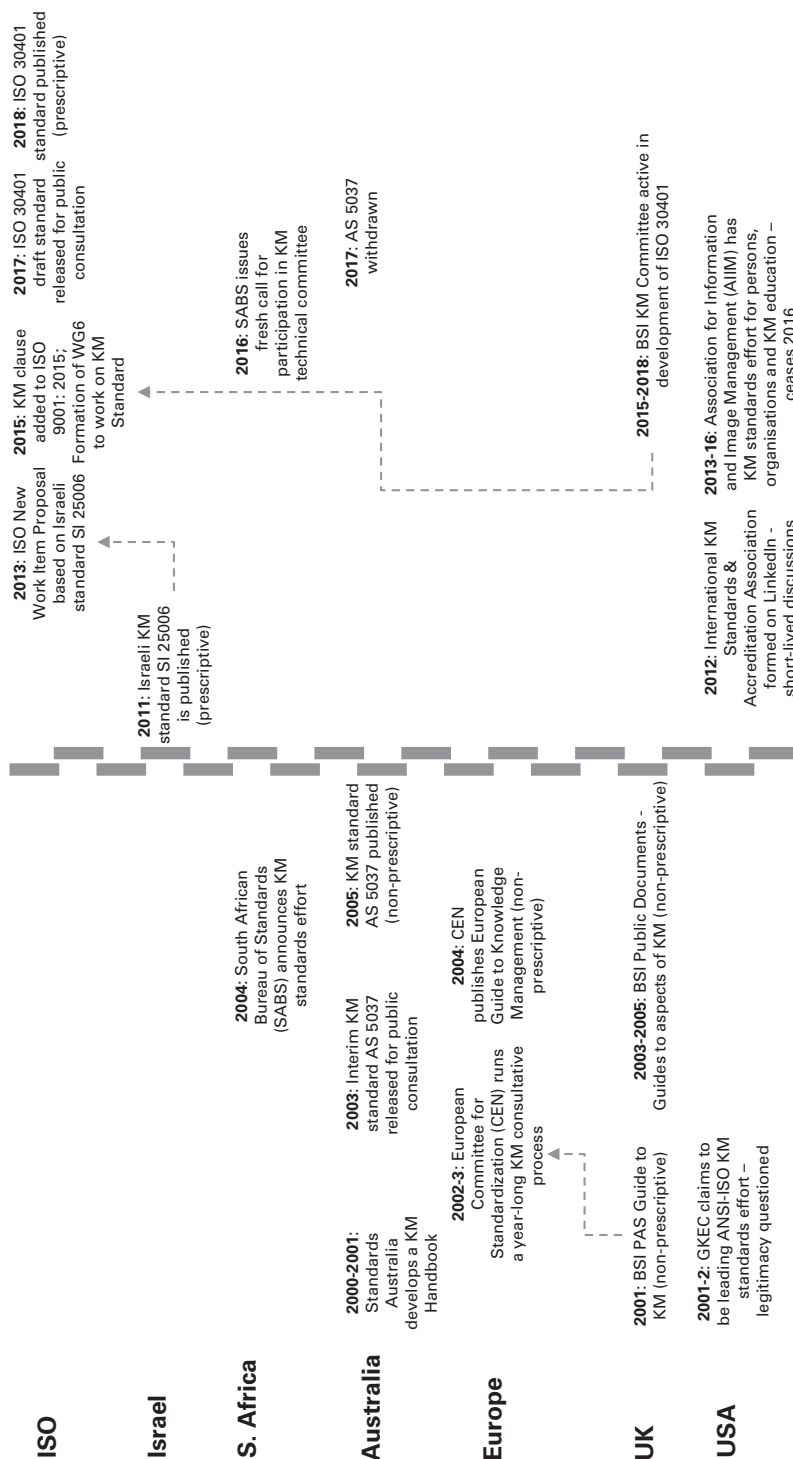 ISO
2013: ISO New
Work Item Proposal
based on Israeli
standard SI 25006
2015: KM clause
added to ISO
9001: 2015;
Formation of WG6
to work on KM
Standard
2017: ISO 30401
draft standard
released for public
consultation
2018: ISO 30401
standard published
(prescriptive)
Israel
2011: Israeli KM
standard SI 25006
is published
(prescriptive)
S. Africa
2004: South African
Bureau of Standards
(SABS) announces KM
standards effort
2016: SABS issues
fresh call for
participation in KM
technical committee
Australia
2000-2001:
Standards
Australia
develops a KM
Handbook
2003: Interim KM
standard AS 5037
released for public
consultation
2005: KM standard
AS 5037 published
(non-prescriptive)
2017: AS 5037
withdrawn
Europe
2002-3: European
Committee for
Standardization (CEN) runs
a year-long KM consultative
process
2004: CEN
publishes European
Guide to Knowledge
Management (non-
prescriptive)
UK
2001: BSI PAS Guide to
KM (non-prescriptive)
2003-2005: BSI Public Documents -
Guides to aspects of KM (non-prescriptive)
2015-2018: BSI KM Committee active in
development of ISO 30401
USA
2001-2: GKEC claims to
be leading ANSI-ISO KM
standards effort –
legitimacy questioned
2012: International KM
Standards &
Accreditation Association
formed on LinkedIn -
short-lived discussions
2013-16: Association for Information
and Image Management (AIIM) has
KM standards effort for persons,
organisations and KM education –
ceases 2016